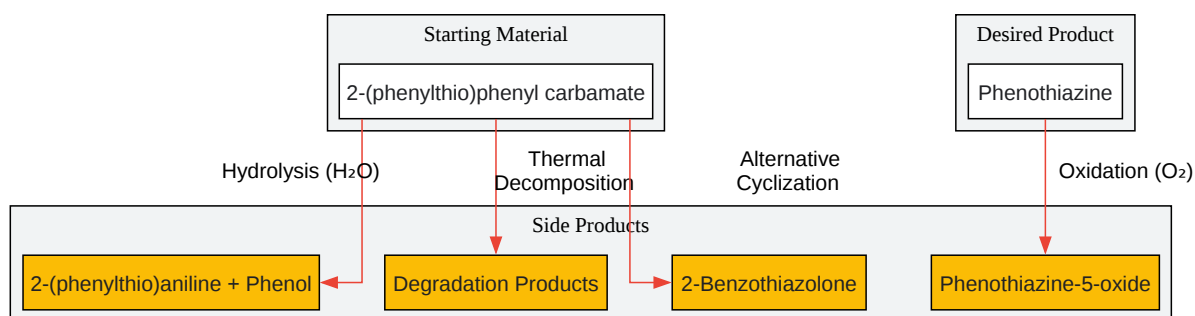 Starting Material
Desired Product
2-(phenylthio)phenyl carbamate
Phenothiazine
Hydrolysis (H₂O)
Thermal
Decomposition
Alternative
Cyclization
Oxidation (O₂)
Side Products
2-(phenylthio)aniline + Phenol
Degradation Products
2-Benzothiazolone
Phenothiazine-5-oxide